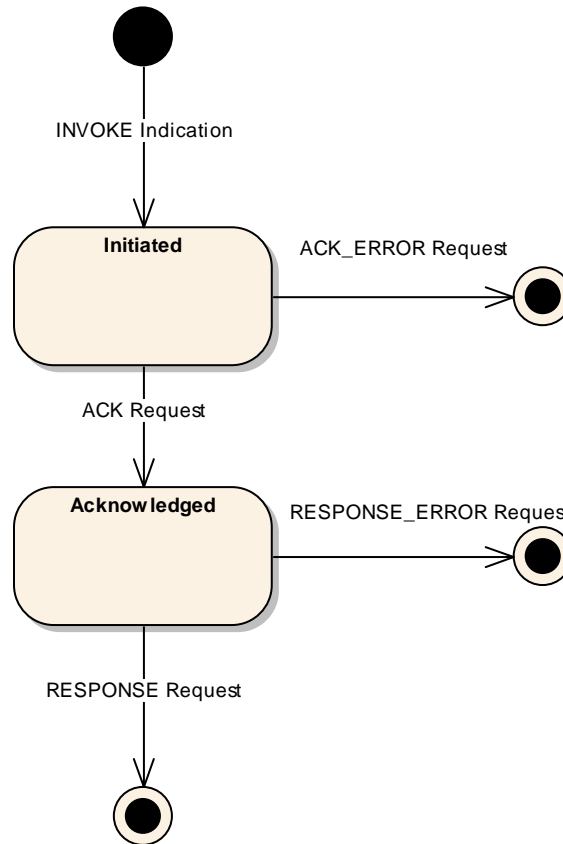 INVOKE Indication
Initiated
ACK_ERROR Request
ACK Request
Acknowledged
RESPONSE_ERROR Request
RESPONSE Request